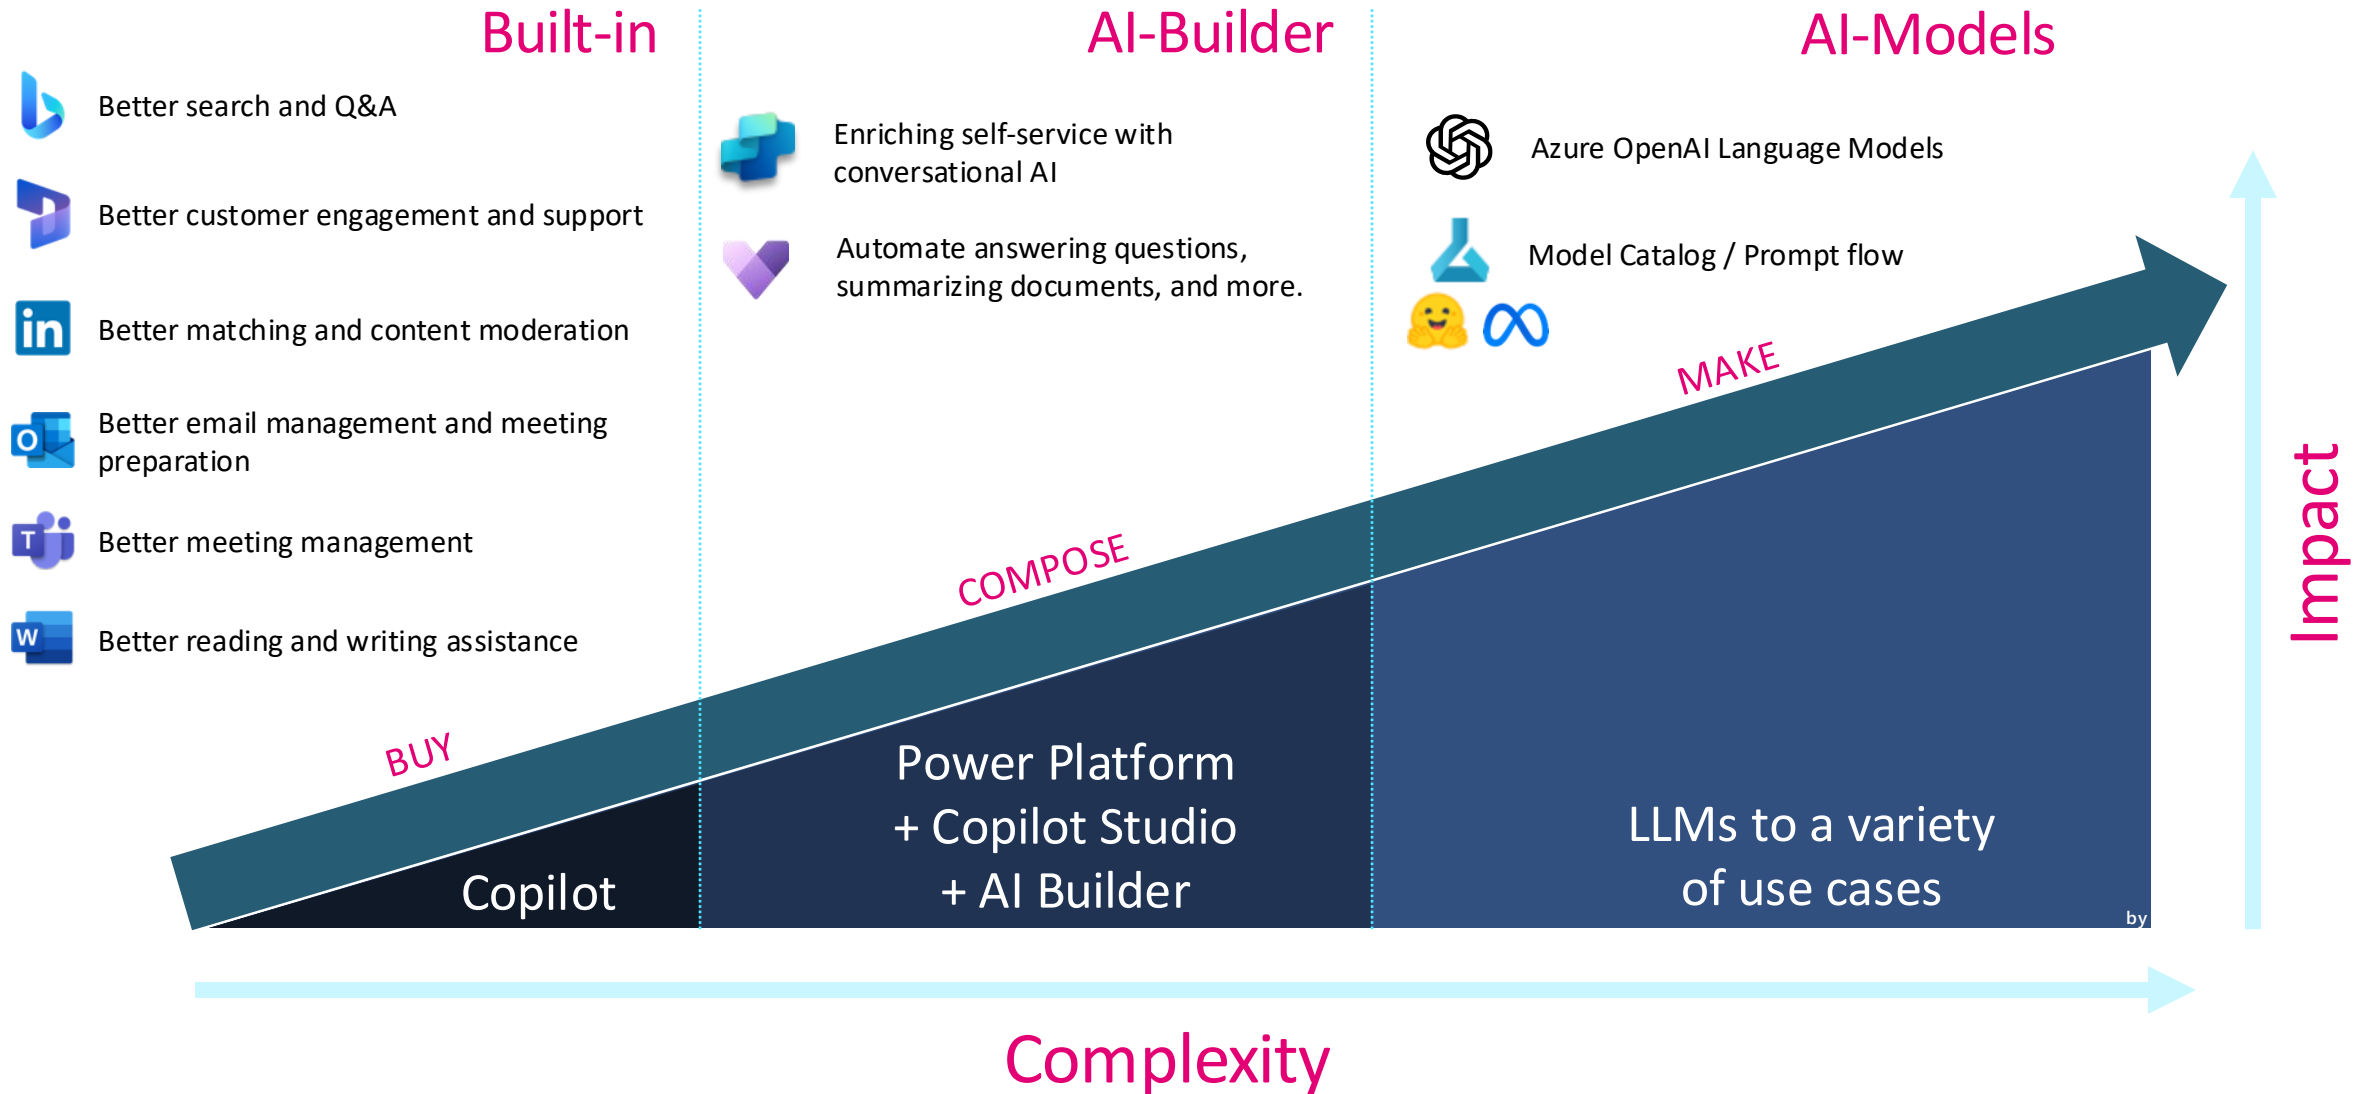 Built-in
Better search and Q&A
Better customer engagement and support
in
Better matching and content moderation
O
Better email management and meeting
preparation
T
Better meeting management
W
Better reading and writing assistance
AI-Builder
Enriching self-service with
conversational AI
Automate answering questions,
summarizing documents, and more.
AI-Models
Azure OpenAI Language Models
Model Catalog / Prompt flow
BUY
COMPOSE
MAKE
Copilot
Power Platform
+ Copilot Studio
+ AI Builder
LLMs to a variety
of use cases
by
Impact
Complexity